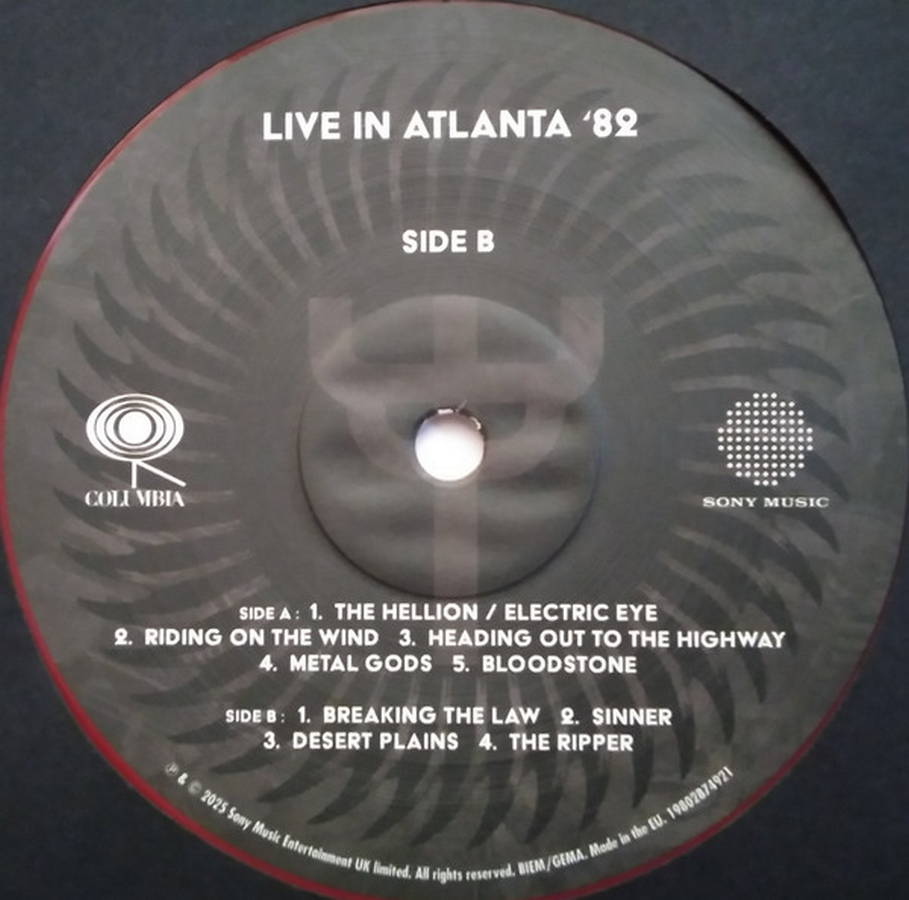 LIVE IN ATLANTA ‘82
SIDE B
COLUMBIA
SONY MUSIC
SIDE A: 1. THE HELLION / ELECTRIC EYE
2. RIDING ON THE WIND 3. HEADING OUT TO THE HIGHWAY
4. METAL GODS 5. BLOODSTONE
SIDE B: 1. BREAKING THE LAW 2. SINNER
3. DESERT PLAINS 4. THE RIPPER
℗ & © 2025 Sony Music Entertainment UK limited. All rights reserved. BIEM/GEMA. Made in the EU. 19802874921